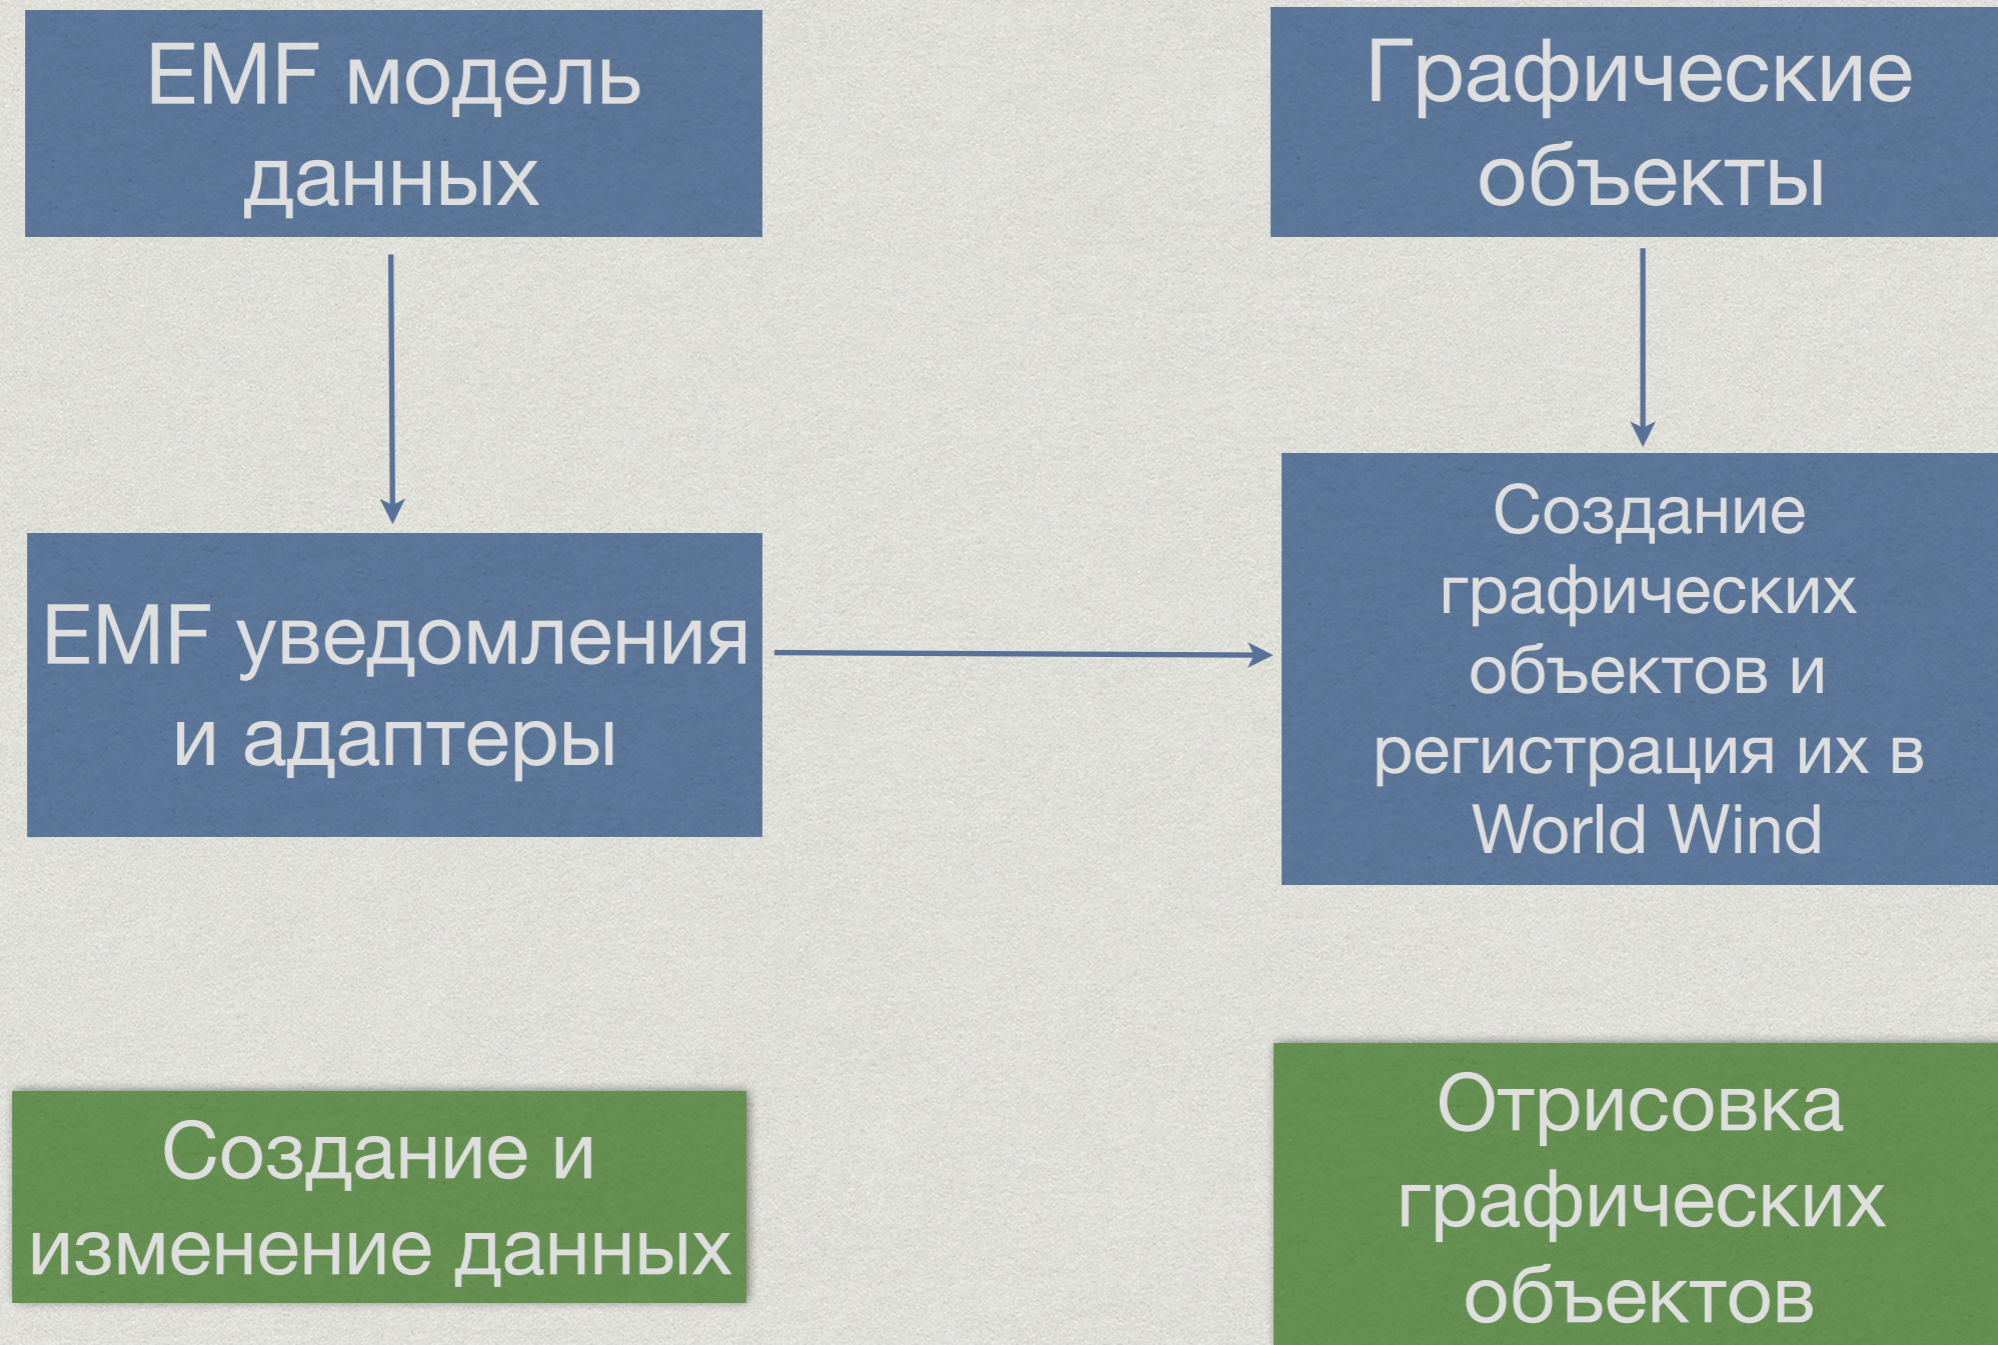 EMF модель
данных
Графические
объекты
EMF уведомления
и адаптеры
Создание
графических
объектов и
регистрация их в
World Wind
Создание и
изменение данных
Отрисовка
графических
объектов